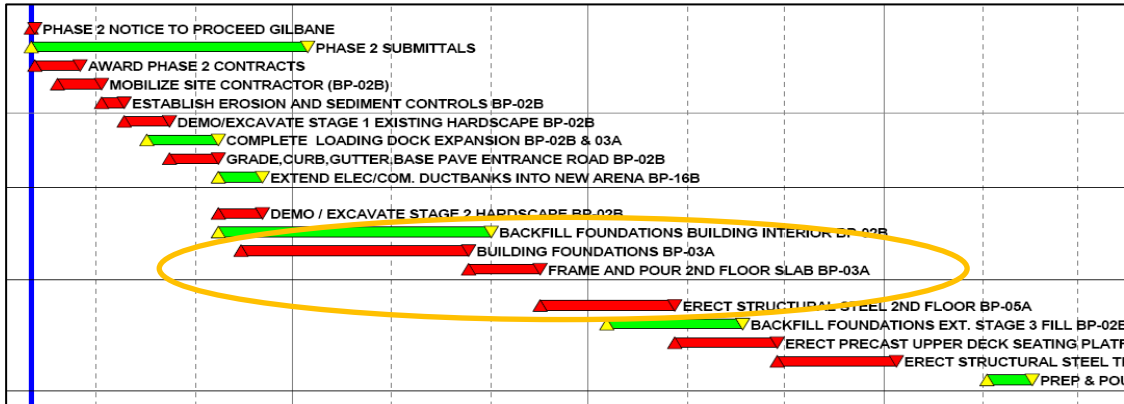 PHASE 2 NOTICE TO PROCEED GILBANE
PHASE 2 SUBMITTALS
AWARD PHASE 2 CONTRACTS
MOBILIZE SITE CONTRACTOR (BP-02B)
ESTABLISH EROSION AND SEDIMENT CONTROLS BP-02B
DEMO/EXCAVATE STAGE 1 EXISTING HARDSCAPE BP-02B
COMPLETE LOADING DOCK EXPANSION BP-02B & 03A
GRADE,CURB,GUTTER,BASE PAVE ENTRANCE ROAD BP-02B
EXTEND ELEC/COM. DUCTBANKS INTO NEW ARENA BP-16B
DEMO / EXCAVATE STAGE 2 HARDSCAPE BP-02B
BACKFILL FOUNDATIONS BUILDING INTERIOR BP-02B
BUILDING FOUNDATIONS BP-03A
FRAME AND POUR 2ND FLOOR SLAB BP-03A
ERECT STRUCTURAL STEEL 2ND FLOOR BP-05A
BACKFILL FOUNDATIONS EXT. STAGE 3 FILL BP-02B
ERECT PRECAST UPPER DECK SEATING PLATF
ERECT STRUCTURAL STEEL T
PREP & POU